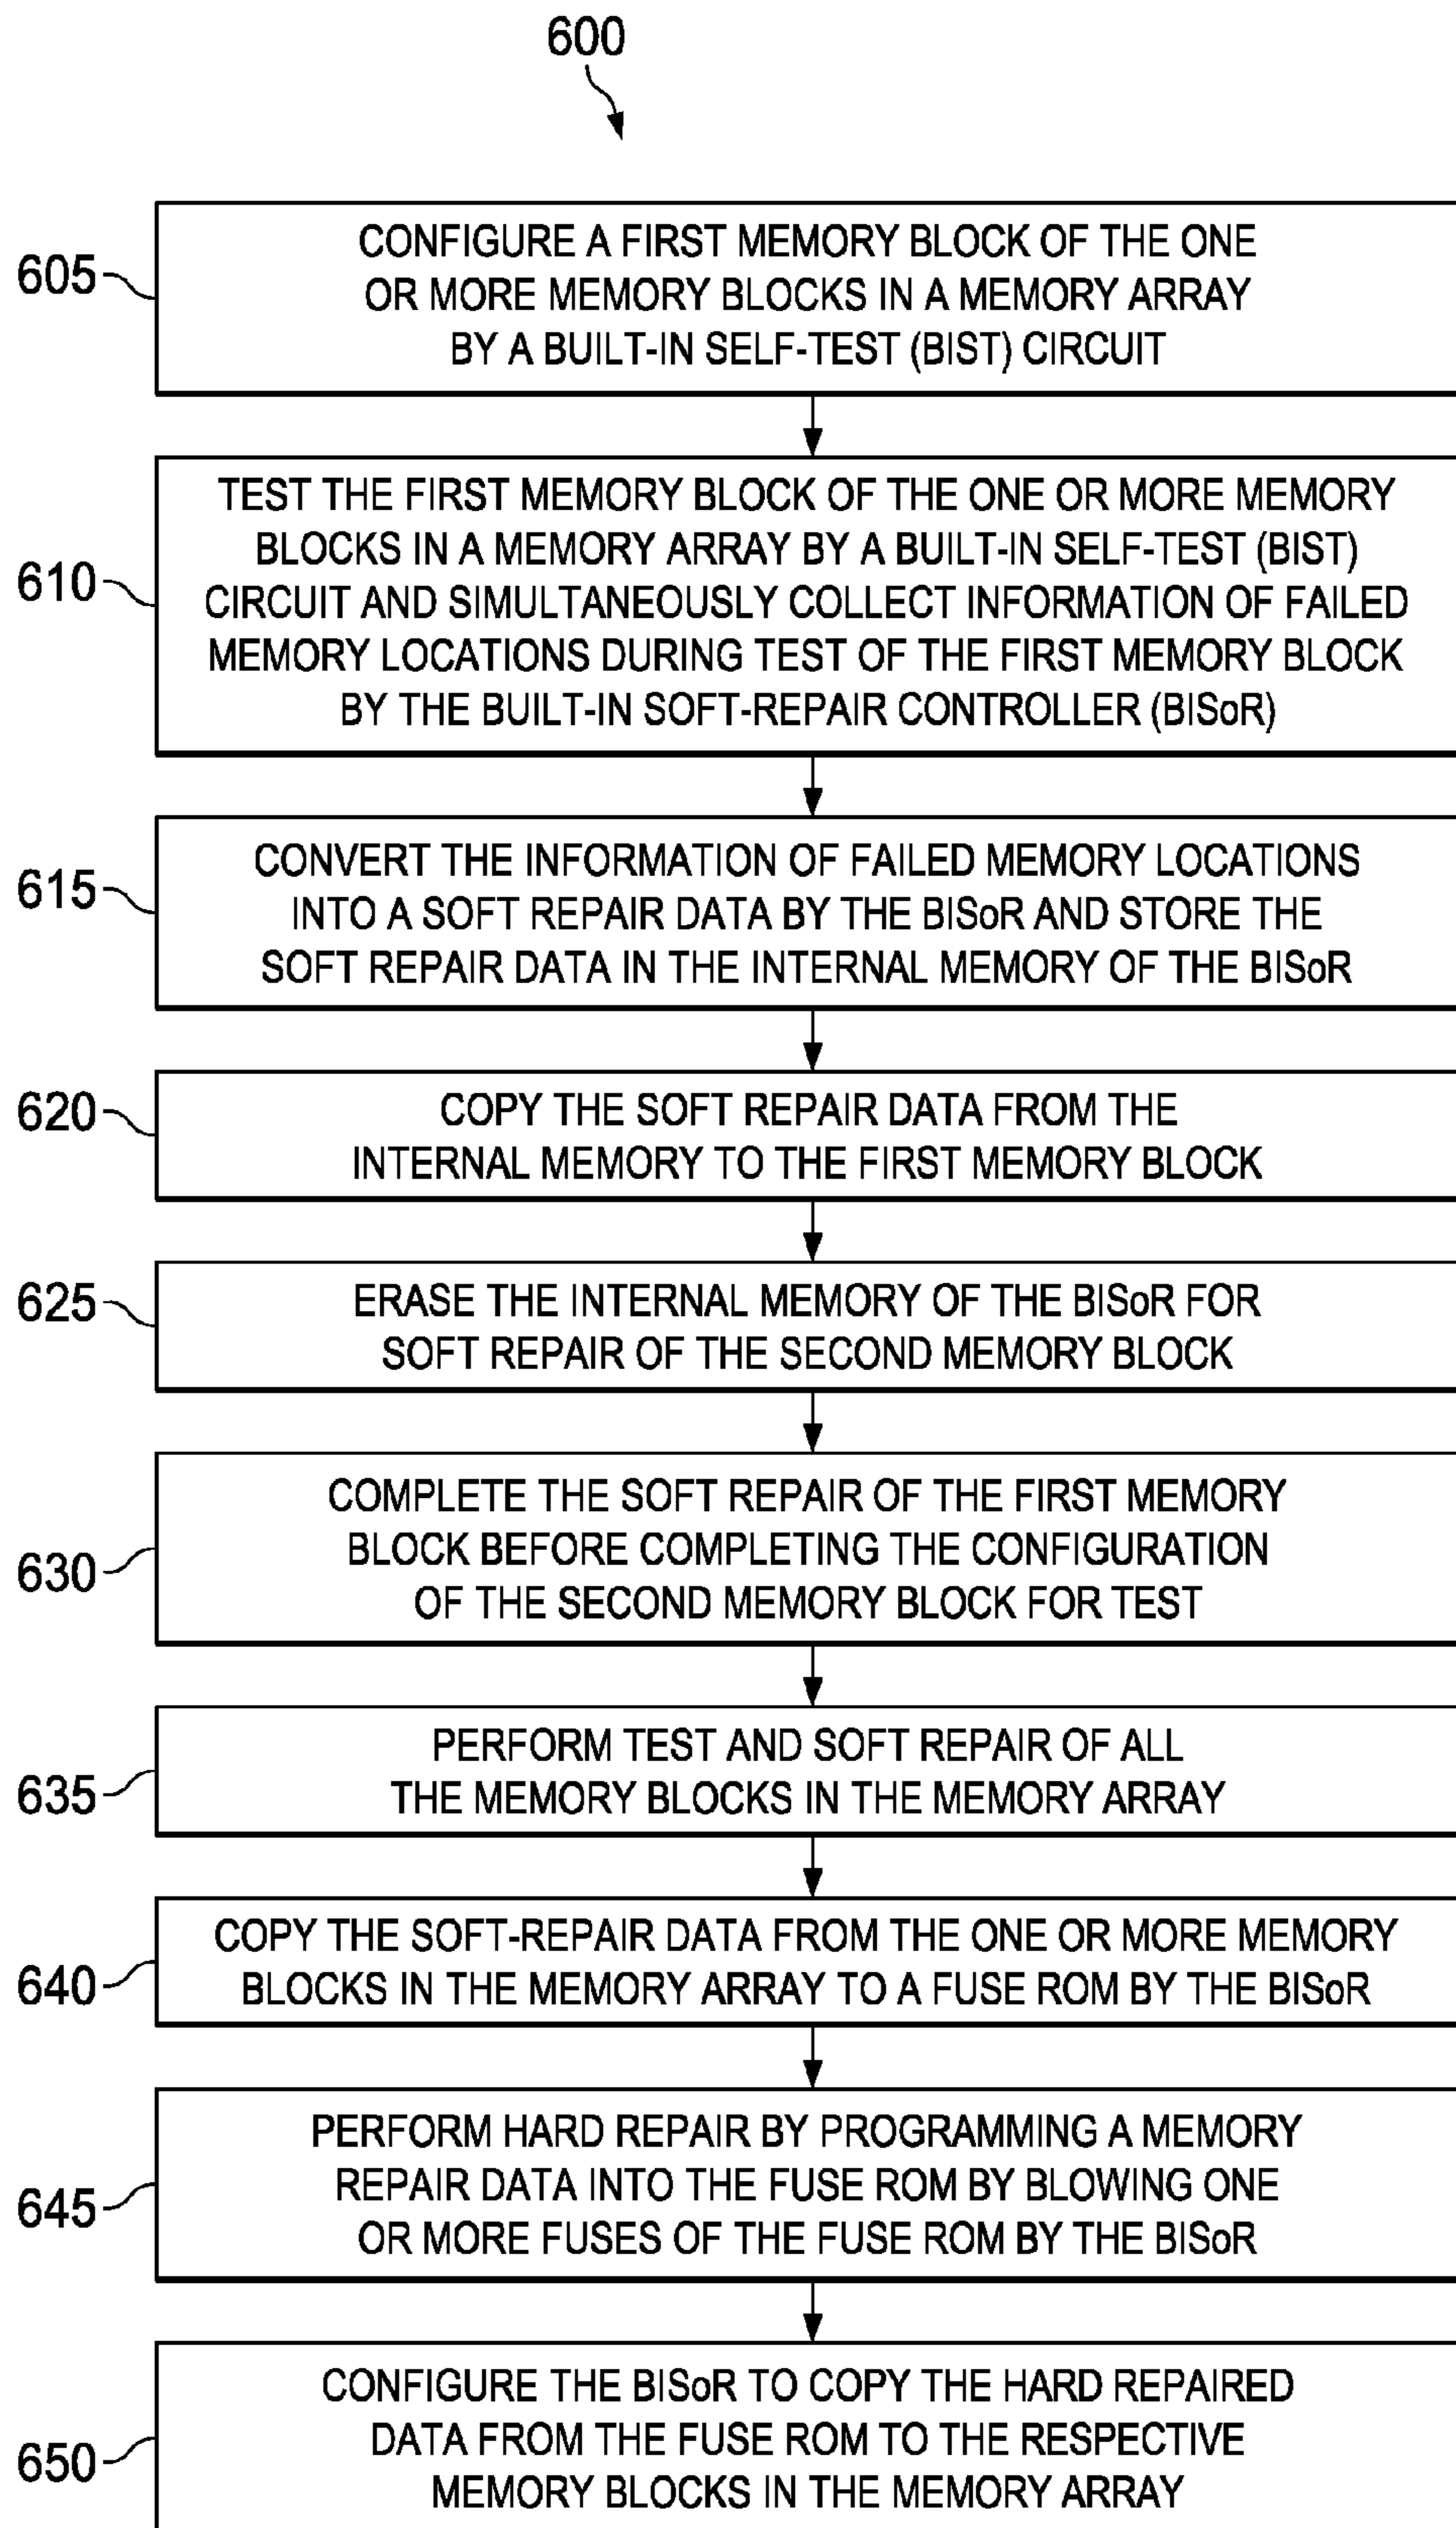 600
605
CONFIGURE A FIRST MEMORY BLOCK OF THE ONE
OR MORE MEMORY BLOCKS IN A MEMORY ARRAY
BY A BUILT-IN SELF-TEST (BIST) CIRCUIT
610
TEST THE FIRST MEMORY BLOCK OF THE ONE OR MORE MEMORY
BLOCKS IN A MEMORY ARRAY BY A BUILT-IN SELF-TEST (BIST)
CIRCUIT AND SIMULTANEOUSLY COLLECT INFORMATION OF FAILED
MEMORY LOCATIONS DURING TEST OF THE FIRST MEMORY BLOCK
BY THE BUILT-IN SOFT-REPAIR CONTROLLER (BISoR)
615
CONVERT THE INFORMATION OF FAILED MEMORY LOCATIONS
INTO A SOFT REPAIR DATA BY THE BISoR AND STORE THE
SOFT REPAIR DATA IN THE INTERNAL MEMORY OF THE BISoR
620
COPY THE SOFT REPAIR DATA FROM THE
INTERNAL MEMORY TO THE FIRST MEMORY BLOCK
625
ERASE THE INTERNAL MEMORY OF THE BISoR FOR
SOFT REPAIR OF THE SECOND MEMORY BLOCK
630
COMPLETE THE SOFT REPAIR OF THE FIRST MEMORY
BLOCK BEFORE COMPLETING THE CONFIGURATION
OF THE SECOND MEMORY BLOCK FOR TEST
635
PERFORM TEST AND SOFT REPAIR OF ALL
THE MEMORY BLOCKS IN THE MEMORY ARRAY
640
COPY THE SOFT-REPAIR DATA FROM THE ONE OR MORE MEMORY
BLOCKS IN THE MEMORY ARRAY TO A FUSE ROM BY THE BISoR
645
PERFORM HARD REPAIR BY PROGRAMMING A MEMORY
REPAIR DATA INTO THE FUSE ROM BY BLOWING ONE
OR MORE FUSES OF THE FUSE ROM BY THE BISoR
650
CONFIGURE THE BISoR TO COPY THE HARD REPAIRED
DATA FROM THE FUSE ROM TO THE RESPECTIVE
MEMORY BLOCKS IN THE MEMORY ARRAY